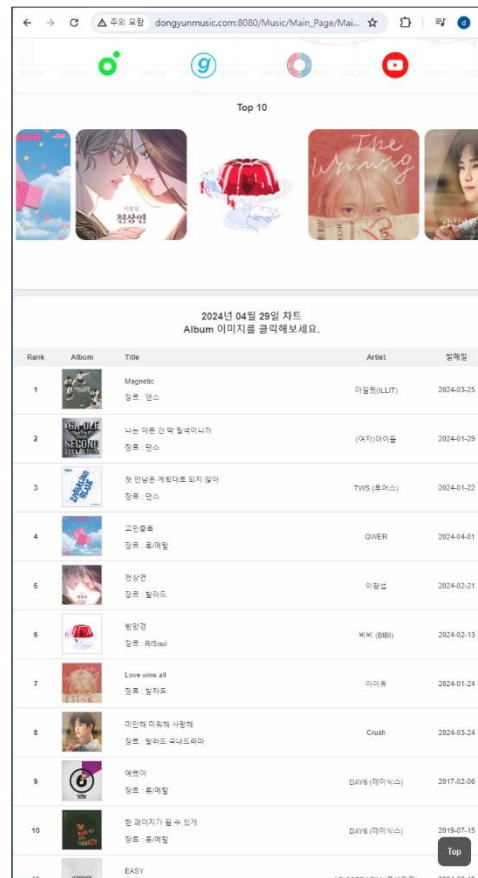 주의 요함 dongyunmusic.com:8080/Music/Main_Page/Mai...
Top 10
The
Winning
천상연
2024년 04월 29일 차트
Album 이미지를 클릭해보세요.
Rank Album Title Artist 발매일
1 Magnetic 아일릿(ILLIT) 2024-03-25
장르 : 댄스
2 나는 아픈 건 딱 질색이니까 (여자)아이들 2024-01-29
장르 : 댄스
3 첫 만남은 계획대로 되지 않아 TWS (투어스) 2024-01-22
장르 : 댄스
4 고민중독 QWER 2024-04-01
장르 : 록/메탈
5 천상연 이창섭 2024-02-21
장르 : 발라드
6 밤양갱 비비 (BIBI) 2024-02-13
장르 : R/Soul
7 Love wins all 아이유 2024-01-24
장르 : 발라드
8 미안해 미워해 사랑해 Crush 2024-03-24
장르 : 발라드 국내드라마
9 예뻤어 DAY6 (데이식스) 2017-02-06
장르 : 록/메탈
10 한 페이지가 될 수 있게 DAY6 (데이식스) 2019-07-15
장르 : 록/메탈
Top
EASY